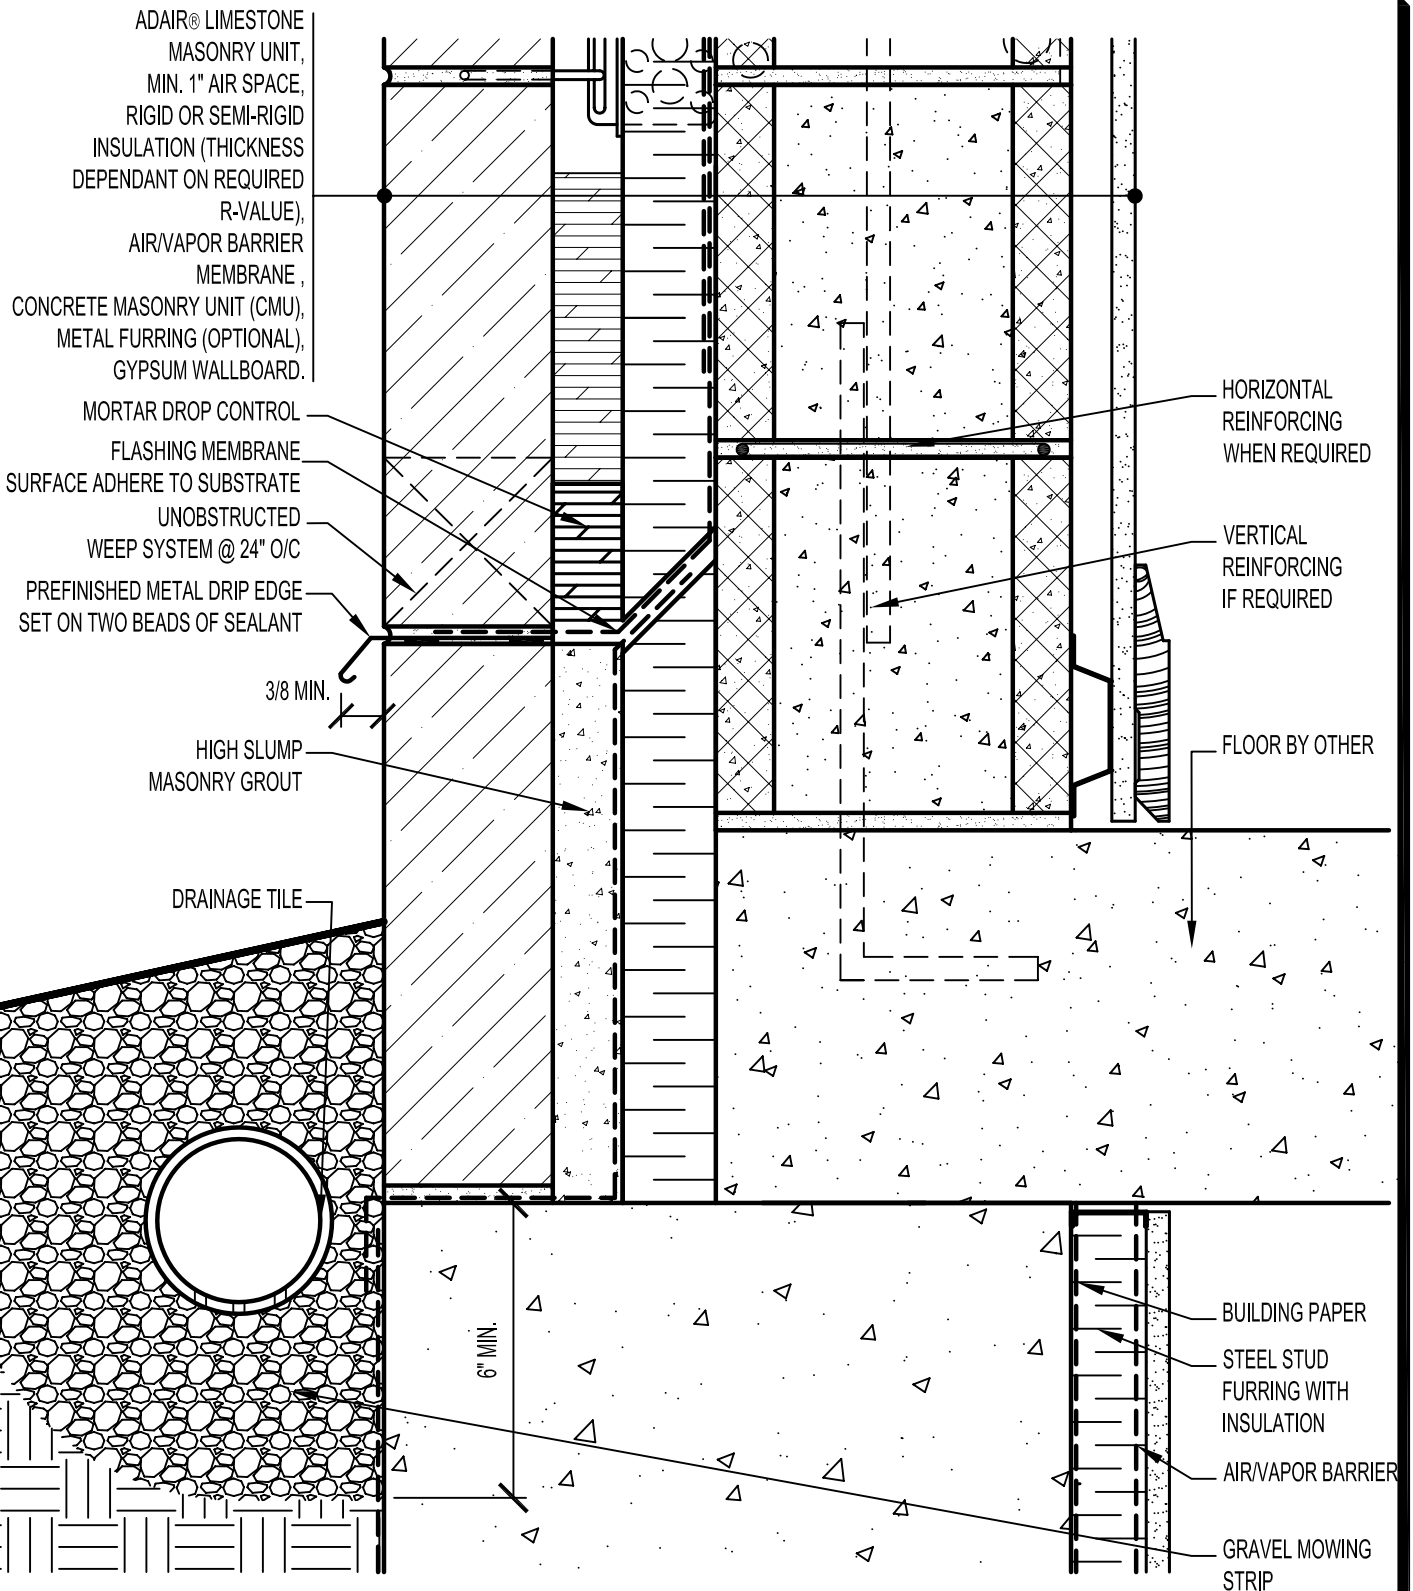 ADAIR® LIMESTONE
MASONRY UNIT,
MIN. 1" AIR SPACE,
RIGID OR SEMI-RIGID
INSULATION (THICKNESS
DEPENDANT ON REQUIRED
R-VALUE),
AIR/VAPOR BARRIER
MEMBRANE ,
CONCRETE MASONRY UNIT (CMU),
METAL FURRING (OPTIONAL),
GYPSUM WALLBOARD.
MORTAR DROP CONTROL
FLASHING MEMBRANE
SURFACE ADHERE TO SUBSTRATE
UNOBSTRUCTED
WEEP SYSTEM @ 24" O/C
PREFINISHED METAL DRIP EDGE
SET ON TWO BEADS OF SEALANT
3/8 MIN.
HIGH SLUMP
MASONRY GROUT
DRAINAGE TILE
6" MIN.
HORIZONTAL
REINFORCING
WHEN REQUIRED
VERTICAL
REINFORCING
IF REQUIRED
FLOOR BY OTHER
BUILDING PAPER
STEEL STUD
FURRING WITH
INSULATION
AIR/VAPOR BARRIER
GRAVEL MOWING
STRIP